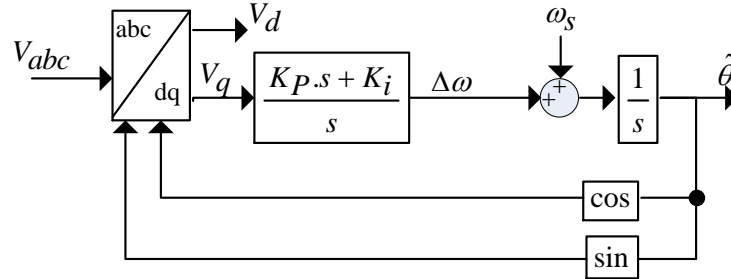 V_abc
abc
dq
V_d
V_q
K_P.s + K_i
s
Δω
ω_s
+
+
1
s
θ̃
cos
sin